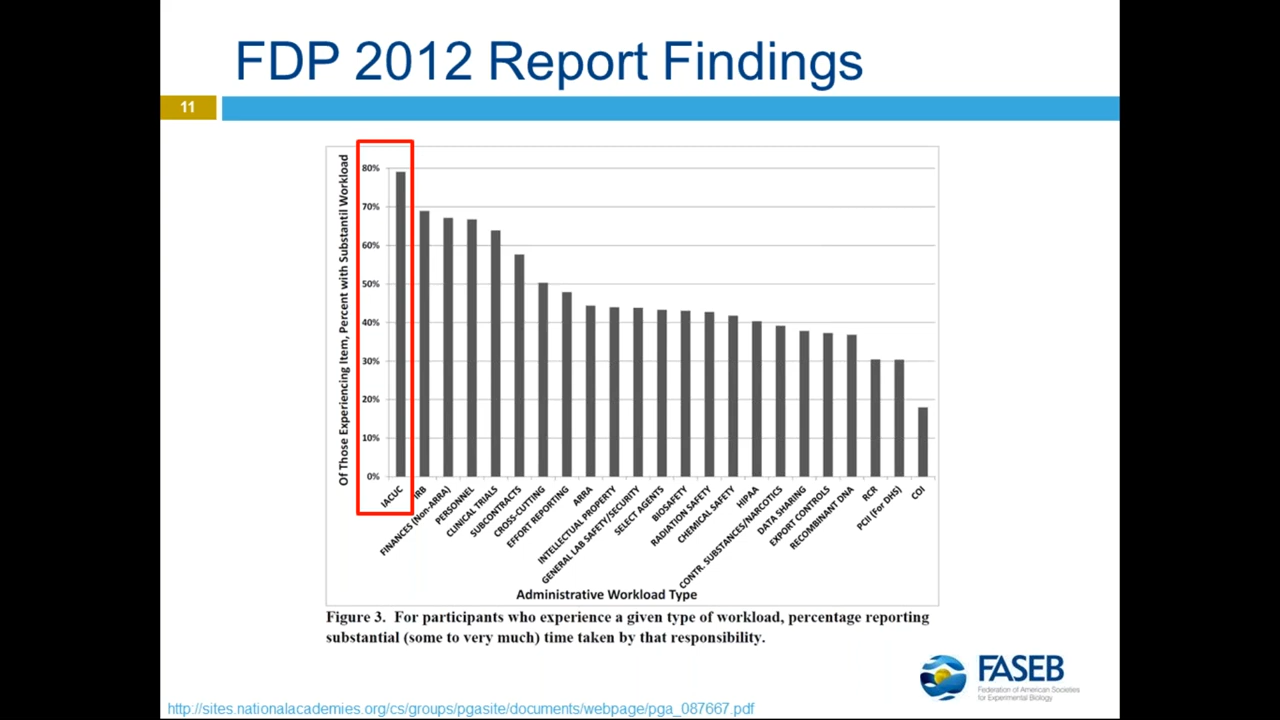 FDP 2012 Report Findings
11
Of Those Experiencing Item, Percent with Substantil Workload
80%
70%
60%
50%
40%
30%
20%
10%
0%
IACUC
IRB
FINANCES (Non-ARRA)
PERSONNEL
CLINICAL TRIALS
SUBCONTRACTS
CROSS-CUTTING
EFFORT REPORTING
ARRA
INTELLECTUAL PROPERTY
GENERAL LAB SAFETY/SECURITY
SELECT AGENTS
BIOSAFETY
RADIATION SAFETY
CHEMICAL SAFETY
HIPAA
CONTR. SUBSTANCES/NARCOTICS
DATA SHARING
EXPORT CONTROLS
RECOMBINANT DNA
RCR
PCII (For DHS)
COI
Administrative Workload Type
Figure 3. For participants who experience a given type of workload, percentage reporting
substantial (some to very much) time taken by that responsibility.
FASEB
Federation of American Societies
for Experimental Biology
http://sites.nationalacademies.org/cs/groups/pgasite/documents/webpage/pga_087667.pdf